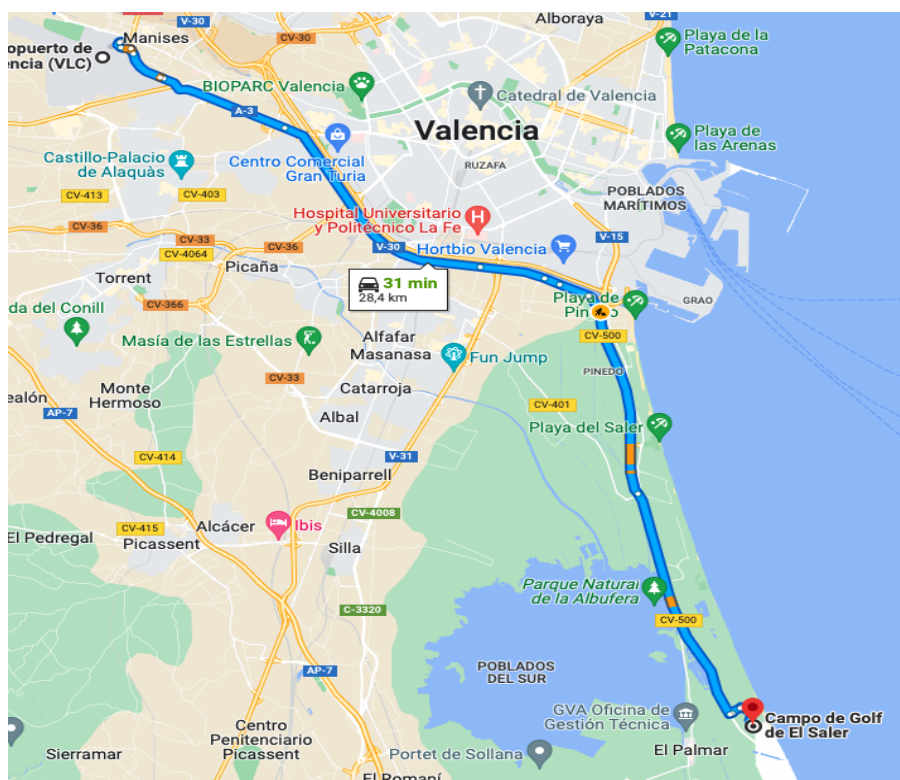 Alboraya
V-21
V-30
Manises
CV-30
Playa de la
Patacona
opuerto de
encia (VLC)
BIOPARC Valencia
Catedral de Valencia
A-3
Valencia
Playa de
las Arenas
Centro Comercial
Gran Turia
RUZAFA
Castillo-Palacio
de Alaquàs
CV-413
CV-403
POBLADOS
MARÍTIMOS
Hospital Universitario
y Politécnico La Fe
CV-36
CV-33
CV-36
V-30
V-15
CV-4064
Hortbio Valencia
Picaña
Torrent
31 min
28,4 km
Playa de
GRAO
da del Conill
CV-366
Masía de las Estrellas
Alfafar
Masanasa
CV-500
Fun Jump
PINEDO
CV-33
Monte
Hermoso
Catarroja
ealón
AP-7
CV-401
Albal
Playa del Saler
CV-414
V-31
Beniparrell
CV-4008
CV-415
Alcácer
Ibis
El Pedregal
Picassent
Silla
Parque Natural
de la Albufera
C-3320
CV-500
AP-7
POBLADOS
DEL SUR
GVA Oficina de
Gestión Técnica
Campo de Golf
de El Saler
Centro
Penitenciario
Picassent
Sierramar
Portet de Sollana
El Palmar
El Romaní